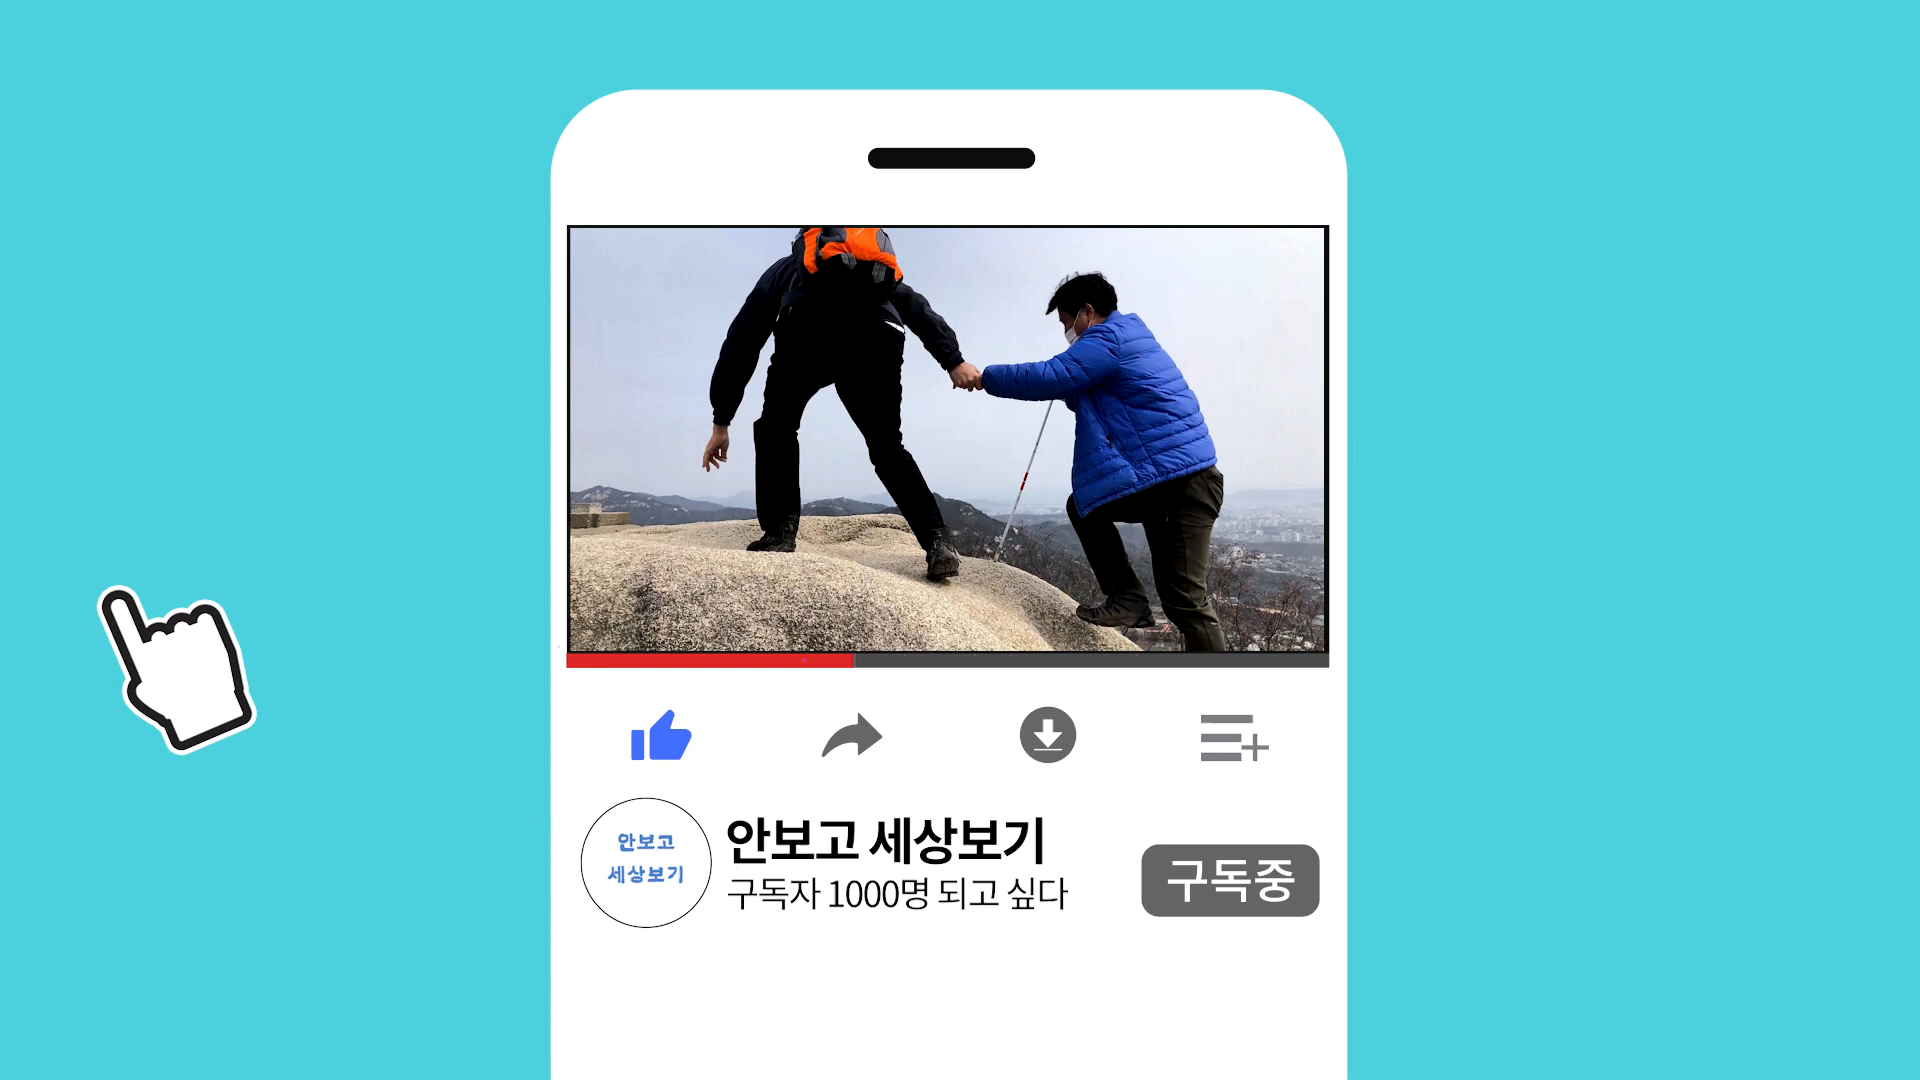 안보고
세상보기
안보고 세상보기
구독자 1000명 되고 싶다
구독중